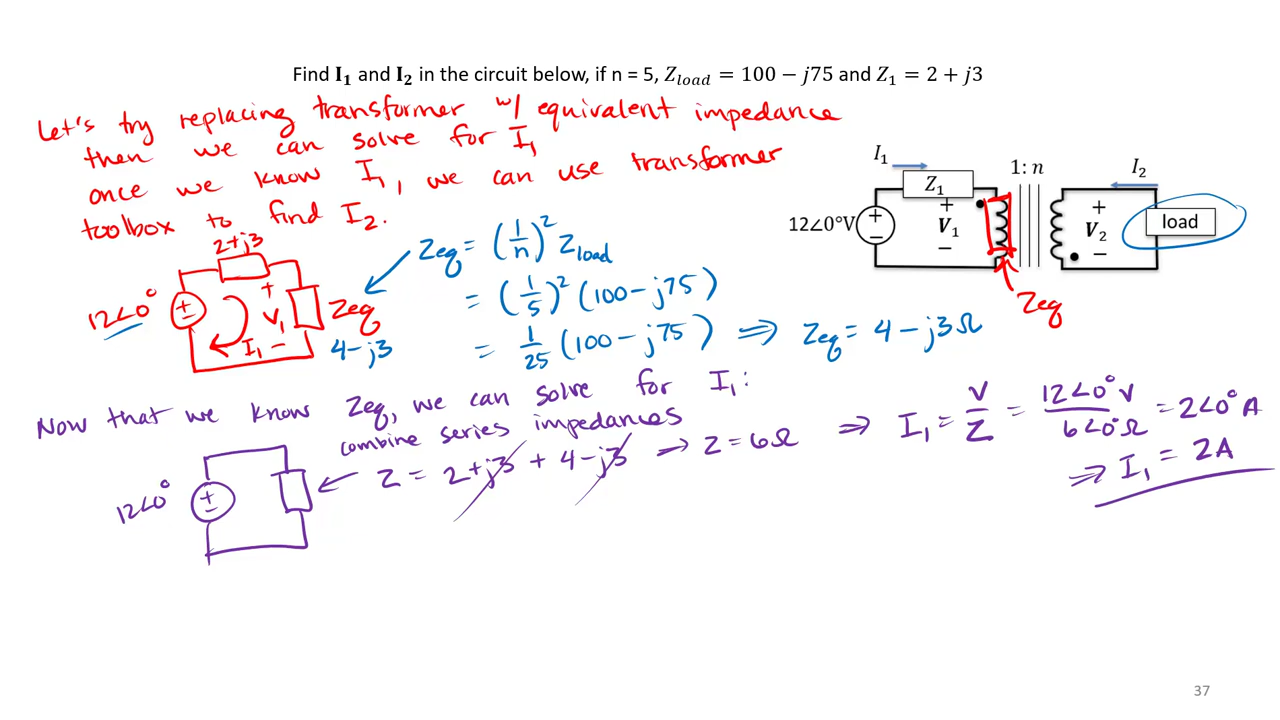 Find I₁ and I₂ in the circuit below, if n = 5, Z_load = 100 − j75 and Z₁ = 2 + j3
Let's try replacing transformer w/ equivalent impedance
then we can solve for I₁
once we know I₁, we can use transformer
toolbox to find I₂.
I₁
Z₁
1: n
I₂
12∠0°V
+
−
+
V₁
−
+
V₂
−
load
Zeq
2+j3
12∠0°
+
−
+
V₁
−
I₁
Zeq
4−j3
Zeq = (1/n)² Z_load
= (1/5)² (100−j75)
= 1/25 (100−j75) ⇒ Zeq = 4−j3Ω
Now that we know Zeq, we can solve for I₁:
combine series impedances
12∠0°
+
−
Z = 2+j3 + 4−j3 → Z = 6Ω ⇒ I₁ = V/Z = 12∠0° V/6∠0° Ω = 2∠0° A
⇒ I₁ = 2A
37